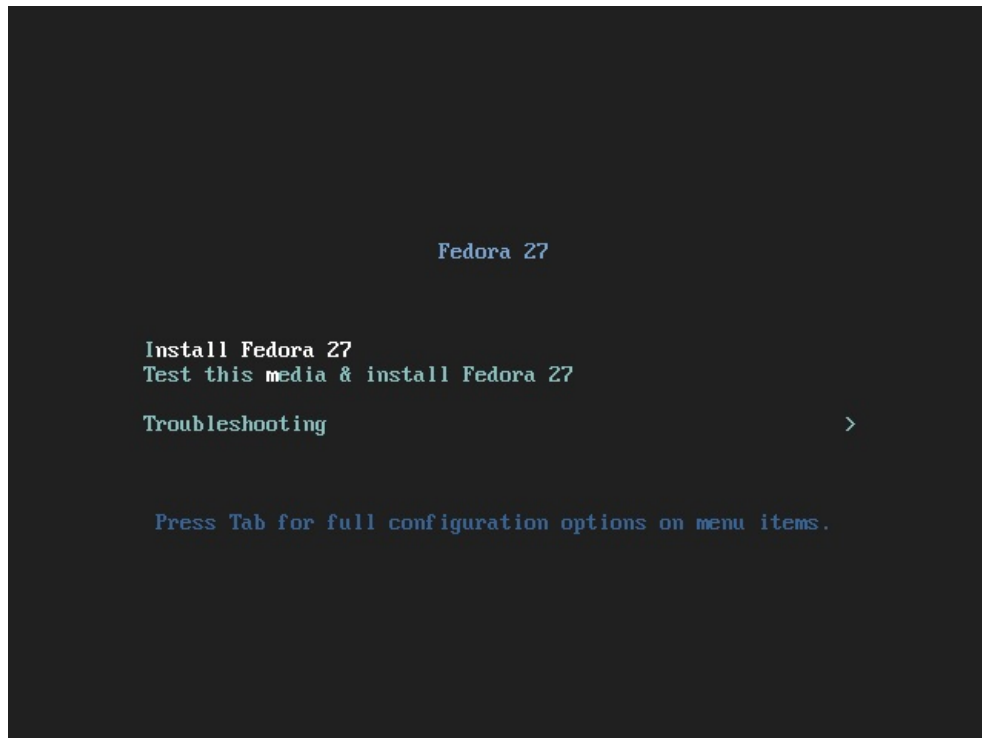 Fedora 27
Install Fedora 27
Test this media & install Fedora 27
Troubleshooting >
Press Tab for full configuration options on menu items.